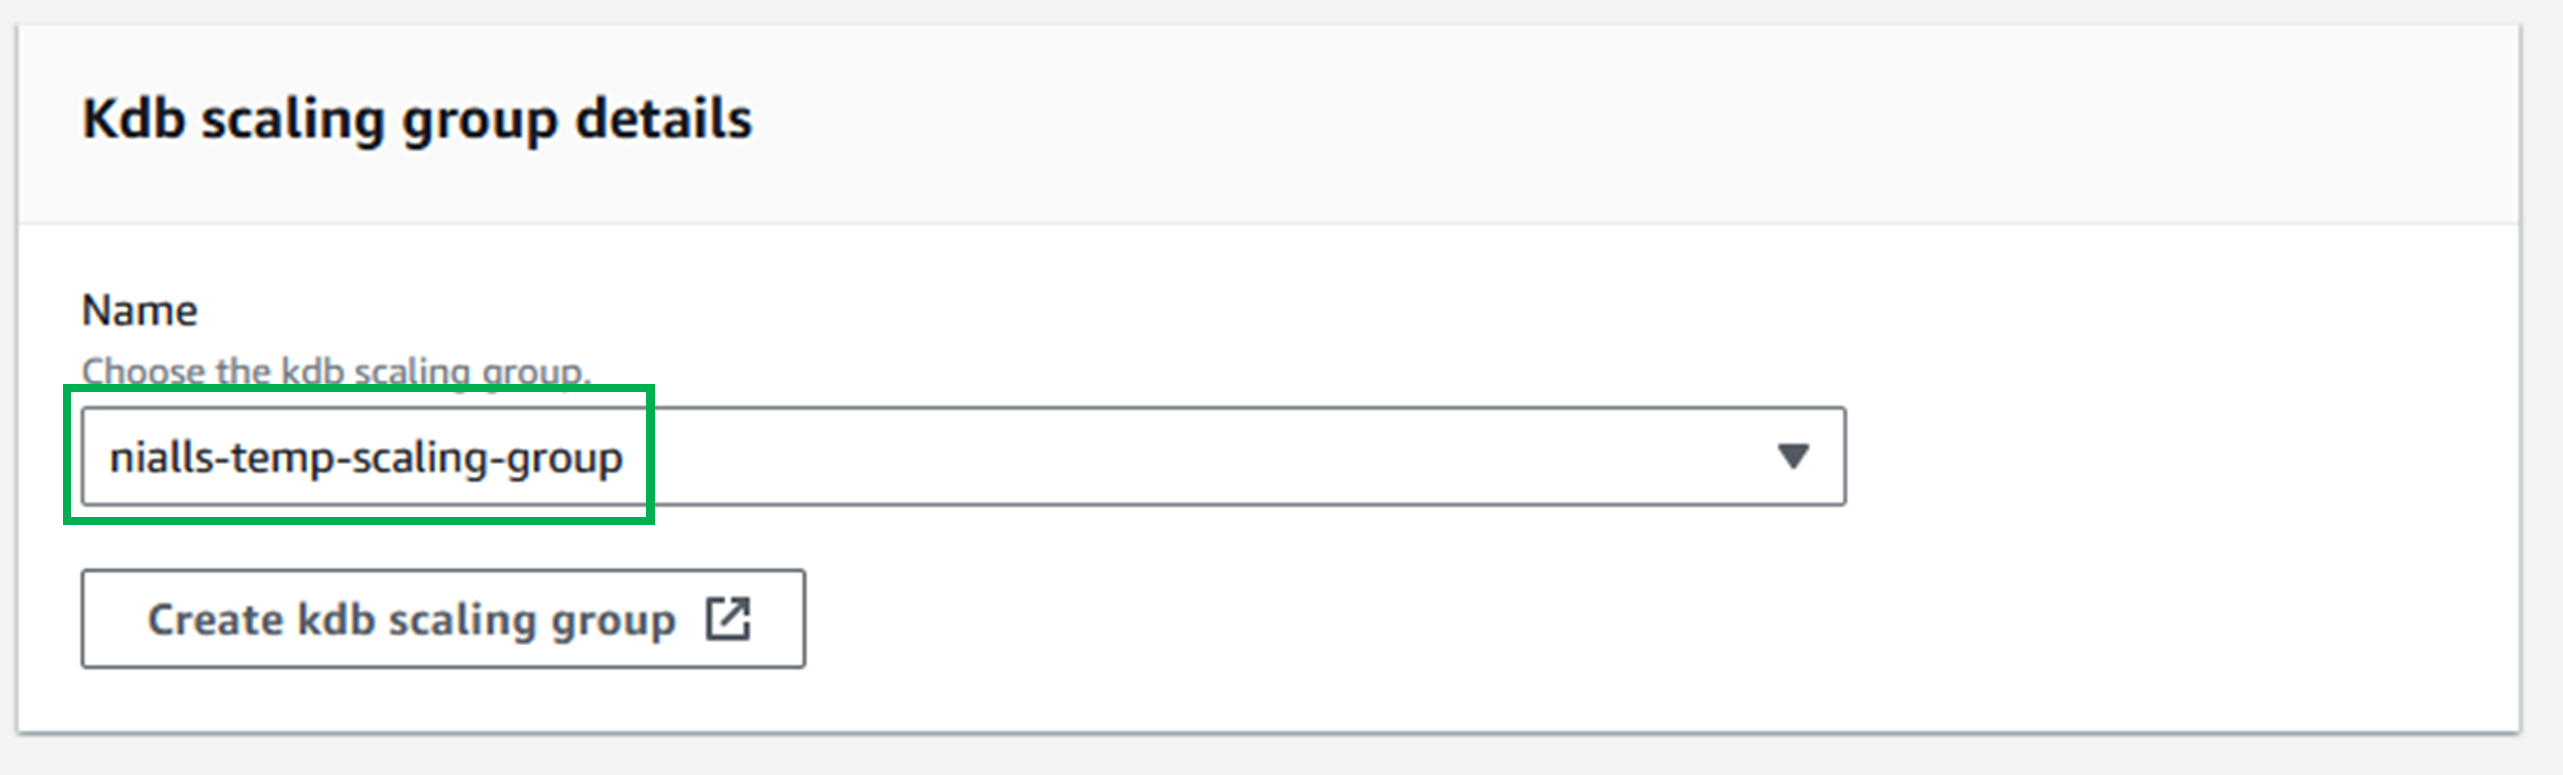 Kdb scaling group details
Name
Choose the kdb scaling group.
nialls-temp-scaling-group
Create kdb scaling group